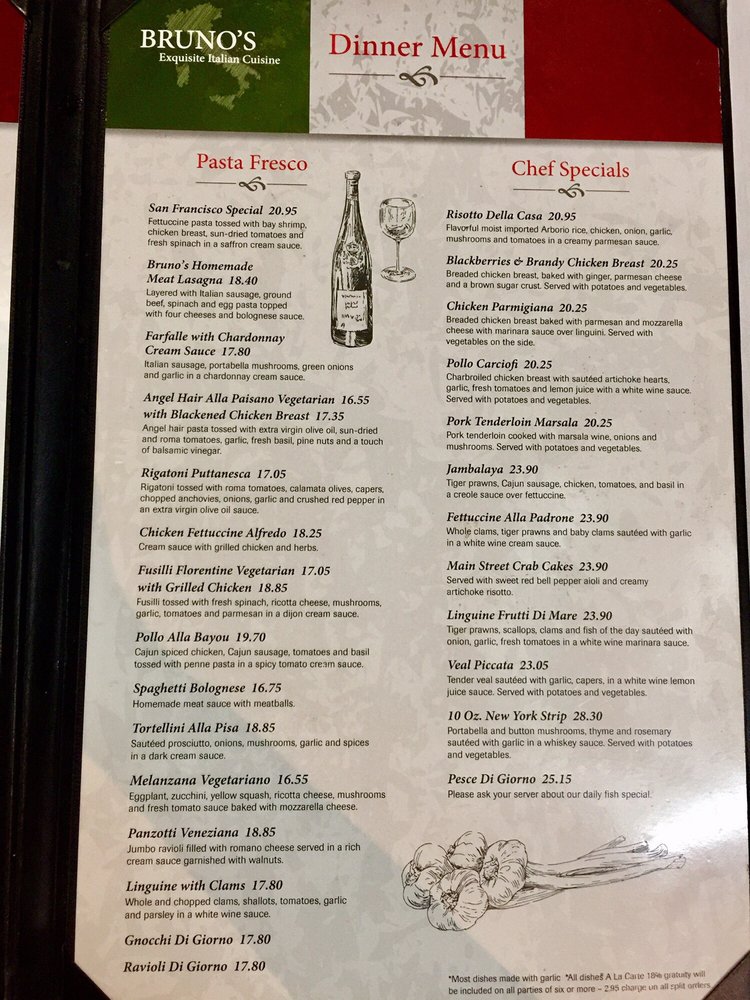 BRUNO'S
Exquisite Italian Cuisine
Dinner Menu
Pasta Fresco
San Francisco Special 20.95
Fettuccine pasta tossed with bay shrimp,
chicken breast, sun-dried tomatoes and
fresh spinach in a saffron cream sauce.
Bruno's Homemade
Meat Lasagna 18.40
Layered with Italian sausage, ground
beef, spinach and egg pasta topped
with four cheeses and bolognese sauce.
Farfalle with Chardonnay
Cream Sauce 17.80
Italian sausage, portabella mushrooms, green onions
and garlic in a chardonnay cream sauce.
Angel Hair Alla Paisano Vegetarian 16.55
with Blackened Chicken Breast 17.35
Angel hair pasta tossed with extra virgin olive oil, sun-dried
and roma tomatoes, garlic, fresh basil, pine nuts and a touch
of balsamic vinegar.
Rigatoni Puttanesca 17.05
Rigatoni tossed with roma tomatoes, calamata olives, capers,
chopped anchovies, onions, garlic and crushed red pepper in
an extra virgin olive oil sauce.
Chicken Fettuccine Alfredo 18.25
Cream sauce with grilled chicken and herbs.
Fusilli Florentine Vegetarian 17.05
with Grilled Chicken 18.85
Fusilli tossed with fresh spinach, ricotta cheese, mushrooms,
garlic, tomatoes and parmesan in a dijon cream sauce.
Pollo Alla Bayou 19.70
Cajun spiced chicken, Cajun sausage, tomatoes and basil
tossed with penne pasta in a spicy tomato cream sauce.
Spaghetti Bolognese 16.75
Homemade meat sauce with meatballs.
Tortellini Alla Pisa 18.85
Sautéed prosciutto, onions, mushrooms, garlic and spices
in a dark cream sauce.
Melanzana Vegetariano 16.55
Eggplant, zucchini, yellow squash, ricotta cheese, mushrooms
and fresh tomato sauce baked with mozzarella cheese.
Panzotti Veneziana 18.85
Jumbo ravioli filled with romano cheese served in a rich
cream sauce garnished with walnuts.
Linguine with Clams 17.80
Whole and chopped clams, shallots, tomatoes, garlic
and parsley in a white wine sauce.
Gnocchi Di Giorno 17.80
Ravioli Di Giorno 17.80
Chef Specials
Risotto Della Casa 20.95
Flavorful moist imported Arborio rice, chicken, onion, garlic,
mushrooms and tomatoes in a creamy parmesan sauce.
Blackberries & Brandy Chicken Breast 20.25
Breaded chicken breast, baked with ginger, parmesan cheese
and a brown sugar crust. Served with potatoes and vegetables.
Chicken Parmigiana 20.25
Breaded chicken breast baked with parmesan and mozzarella
cheese with marinara sauce over linguini. Served with
vegetables on the side.
Pollo Carciofi 20.25
Charbroiled chicken breast with sautéed artichoke hearts,
garlic, fresh tomatoes and lemon juice with a white wine sauce.
Served with potatoes and vegetables.
Pork Tenderloin Marsala 20.25
Pork tenderloin cooked with marsala wine, onions and
mushrooms. Served with potatoes and vegetables.
Jambalaya 23.90
Tiger prawns, Cajun sausage, chicken, tomatoes, and basil in
a creole sauce over fettuccine.
Fettuccine Alla Padrone 23.90
Whole clams, tiger prawns and baby clams sautéed with garlic
in a white wine cream sauce.
Main Street Crab Cakes 23.90
Served with sweet red bell pepper aioli and creamy
artichoke risotto.
Linguine Frutti Di Mare 23.90
Tiger prawns, scallops, clams and fish of the day sautéed with
onion, garlic, fresh tomatoes in a white wine marinara sauce.
Veal Piccata 23.05
Tender veal sautéed with garlic, capers, in a white wine lemon
juice sauce. Served with potatoes and vegetables.
10 Oz. New York Strip 28.30
Portabella and button mushrooms, thyme and rosemary
sautéed with garlic in a whiskey sauce. Served with potatoes
and vegetables.
Pesce Di Giorno 25.15
Please ask your server about our daily fish special.
*Most dishes made with garlic *All dishes A La Carte 18% gratuity will
be included on all parties of six or more ~ 2.95 charge on all split orders